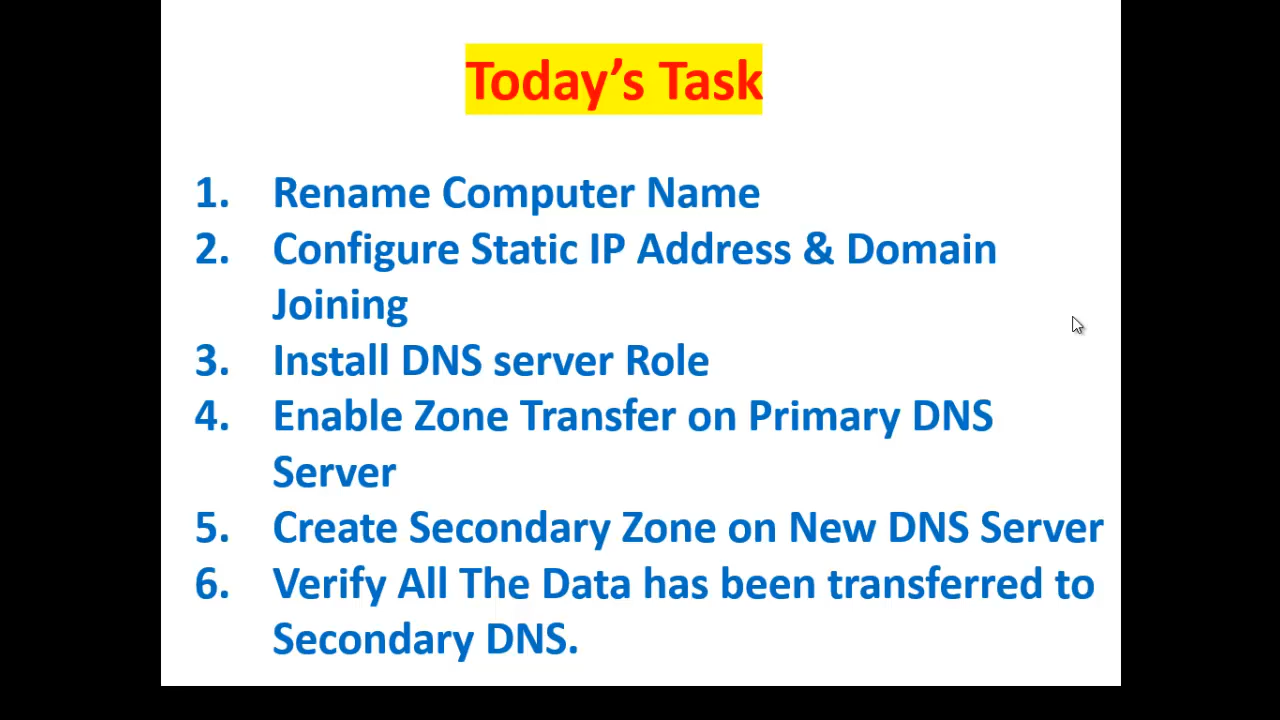 Today’s Task
1. Rename Computer Name
2. Configure Static IP Address & Domain
Joining
3. Install DNS server Role
4. Enable Zone Transfer on Primary DNS
Server
5. Create Secondary Zone on New DNS Server
6. Verify All The Data has been transferred to
Secondary DNS.